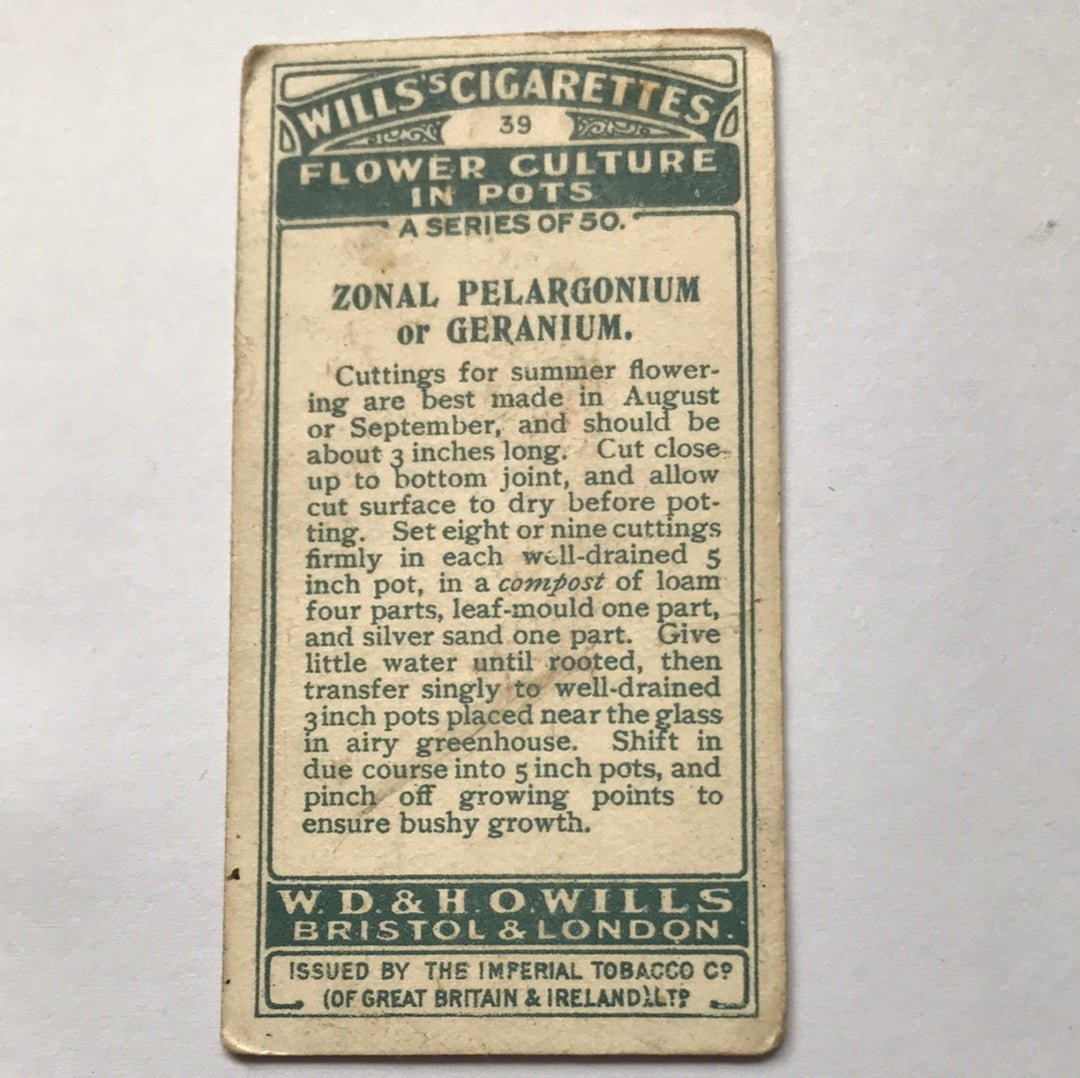 WILLS'S CIGARETTES
39
FLOWER CULTURE
IN POTS
A SERIES OF 50.
ZONAL PELARGONIUM
or GERANIUM.
Cuttings for summer flower-
ing are best made in August
or September, and should be
about 3 inches long. Cut close
up to bottom joint, and allow
cut surface to dry before pot-
ting. Set eight or nine cuttings
firmly in each well-drained 5
inch pot, in a compost of loam
four parts, leaf-mould one part,
and silver sand one part. Give
little water until rooted, then
transfer singly to well-drained
3 inch pots placed near the glass
in airy greenhouse. Shift in
due course into 5 inch pots, and
pinch off growing points to
ensure bushy growth.
W. D. & H. O. WILLS
BRISTOL & LONDON.
ISSUED BY THE IMPERIAL TOBACCO CO
(OF GREAT BRITAIN & IRELAND), LTD